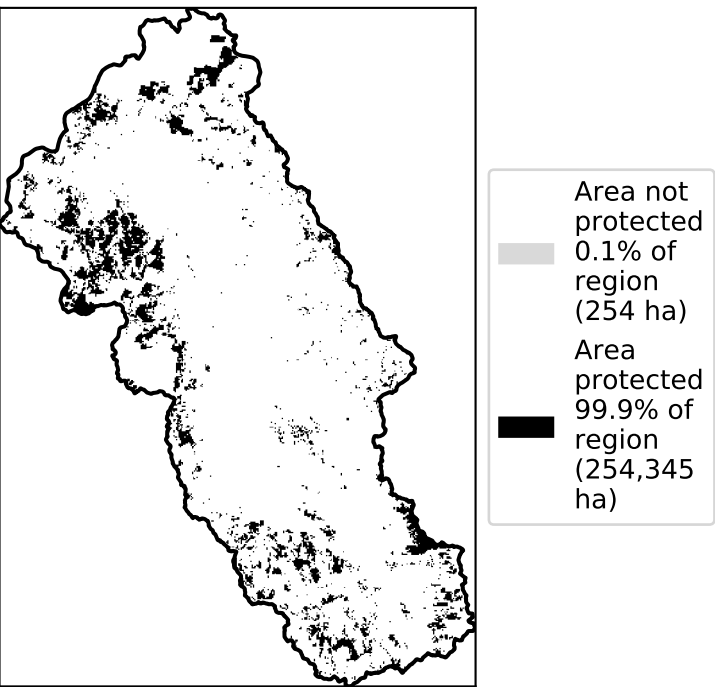 Area not
protected
0.1% of
region
(254 ha)
Area
protected
99.9% of
region
(254,345
ha)